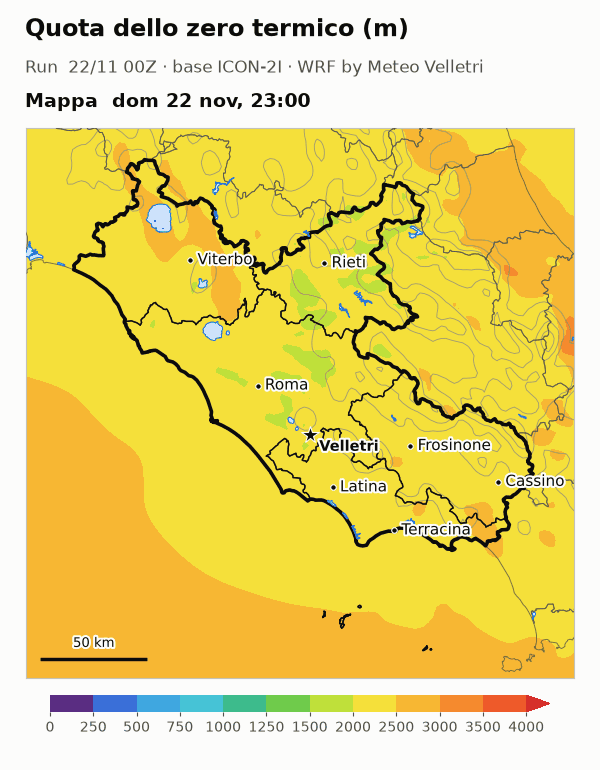 Quota dello zero termico (m)
Run 22/11 00Z · base ICON-2I · WRF by Meteo Velletri
Mappa dom 22 nov, 23:00
Viterbo
Rieti
Roma
Velletri
Frosinone
Cassino
Latina
Terracina
50 km
0 250 500 750 1000 1250 1500 2000 2500 3000 3500 4000